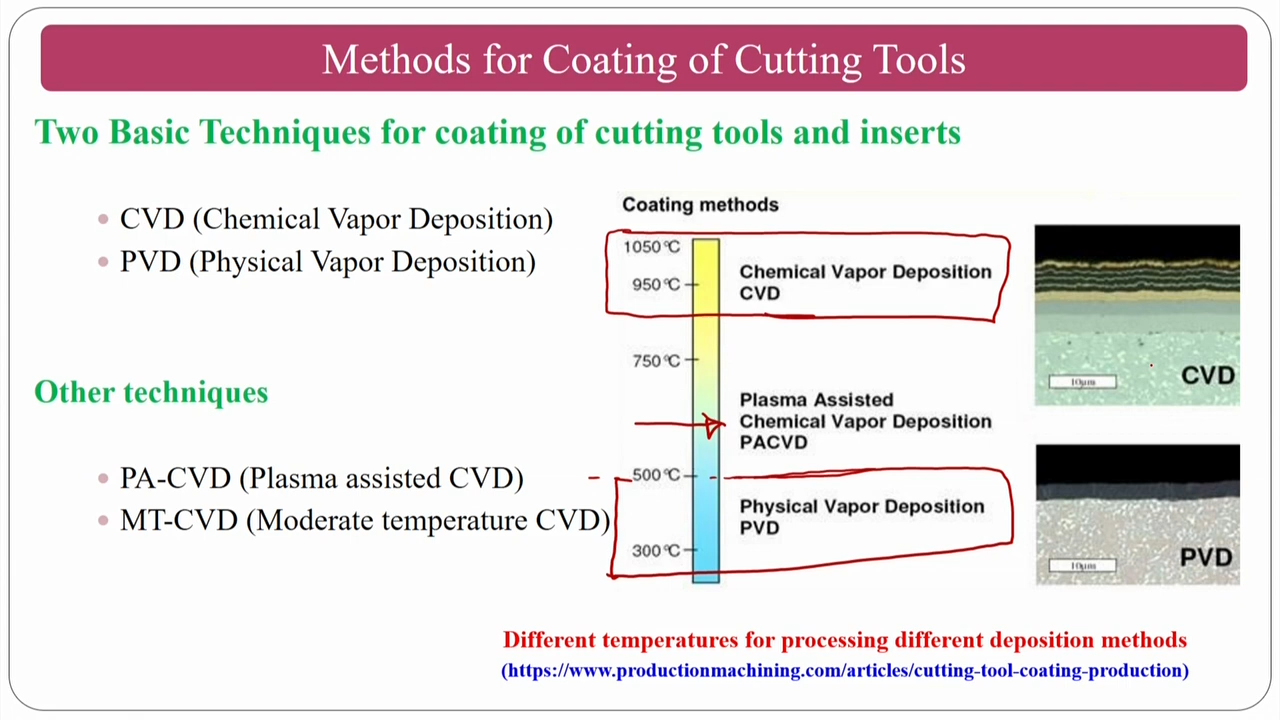 Methods for Coating of Cutting Tools
Two Basic Techniques for coating of cutting tools and inserts
• CVD (Chemical Vapor Deposition)
• PVD (Physical Vapor Deposition)
Other techniques
• PA-CVD (Plasma assisted CVD)
• MT-CVD (Moderate temperature CVD)
Coating methods
1050°C
950°C
750°C
500°C
300°C
Chemical Vapor Deposition
CVD
Plasma Assisted
Chemical Vapor Deposition
PACVD
Physical Vapor Deposition
PVD
10µm
CVD
10µm
PVD
Different temperatures for processing different deposition methods
(https://www.productionmachining.com/articles/cutting-tool-coating-production)